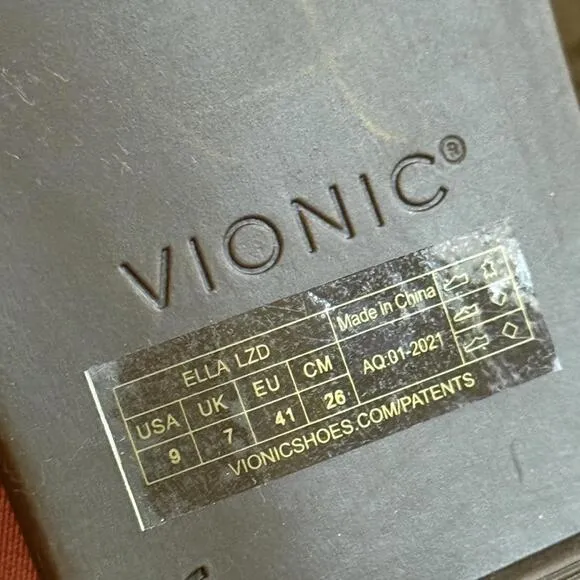 VIONIC®
ELLA LZD
Made in China
USA UK EU CM
AQ:01-2021
9 7 41 26
VIONICSHOES.COM/PATENTS